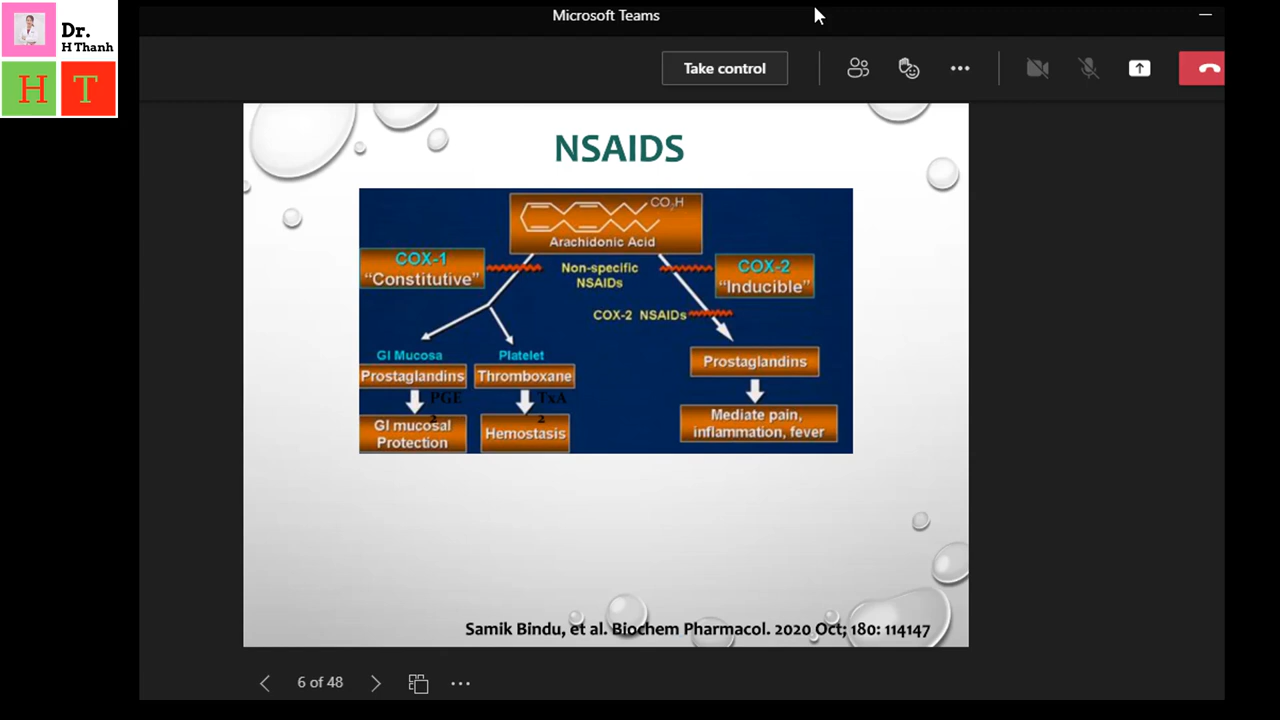 Dr.
H Thanh
H T
Microsoft Teams
Take control
NSAIDS
CO2H
Arachidonic Acid
COX-1
“Constitutive”
Non-specific
NSAIDs
COX-2
“Inducible”
COX-2 NSAIDs
GI Mucosa
Platelet
Prostaglandins
Thromboxane
Prostaglandins
PGE
2
TxA
2
GI mucosal
Protection
Hemostasis
Mediate pain,
inflammation, fever
Samik Bindu, et al. Biochem Pharmacol. 2020 Oct; 180: 114147
6 of 48